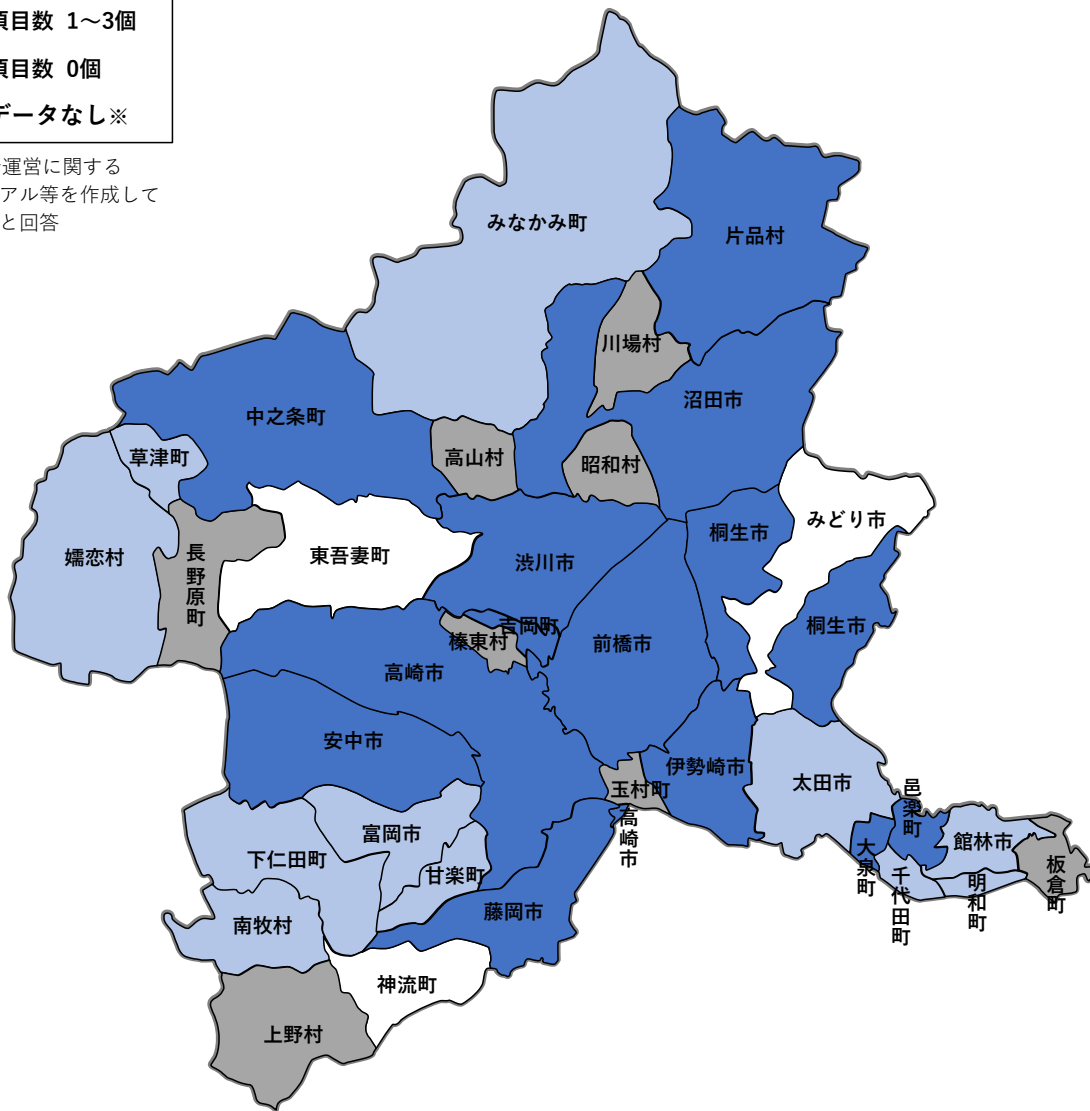 項目数 1～3個
項目数 0個
データなし※
運営に関する
アル等を作成して
と回答
みなかみ町
片品村
川場村
沼田市
中之条町
高山村
昭和村
草津町
みどり市
桐生市
嬬恋村
長野原町
東吾妻町
渋川市
吉岡町
榛東村
前橋市
桐生市
高崎市
安中市
伊勢崎市
玉村町
太田市
高崎市
邑楽町
富岡市
下仁田町
甘楽町
大泉町
館林市
千代田町
明和町
板倉町
藤岡市
南牧村
神流町
上野村